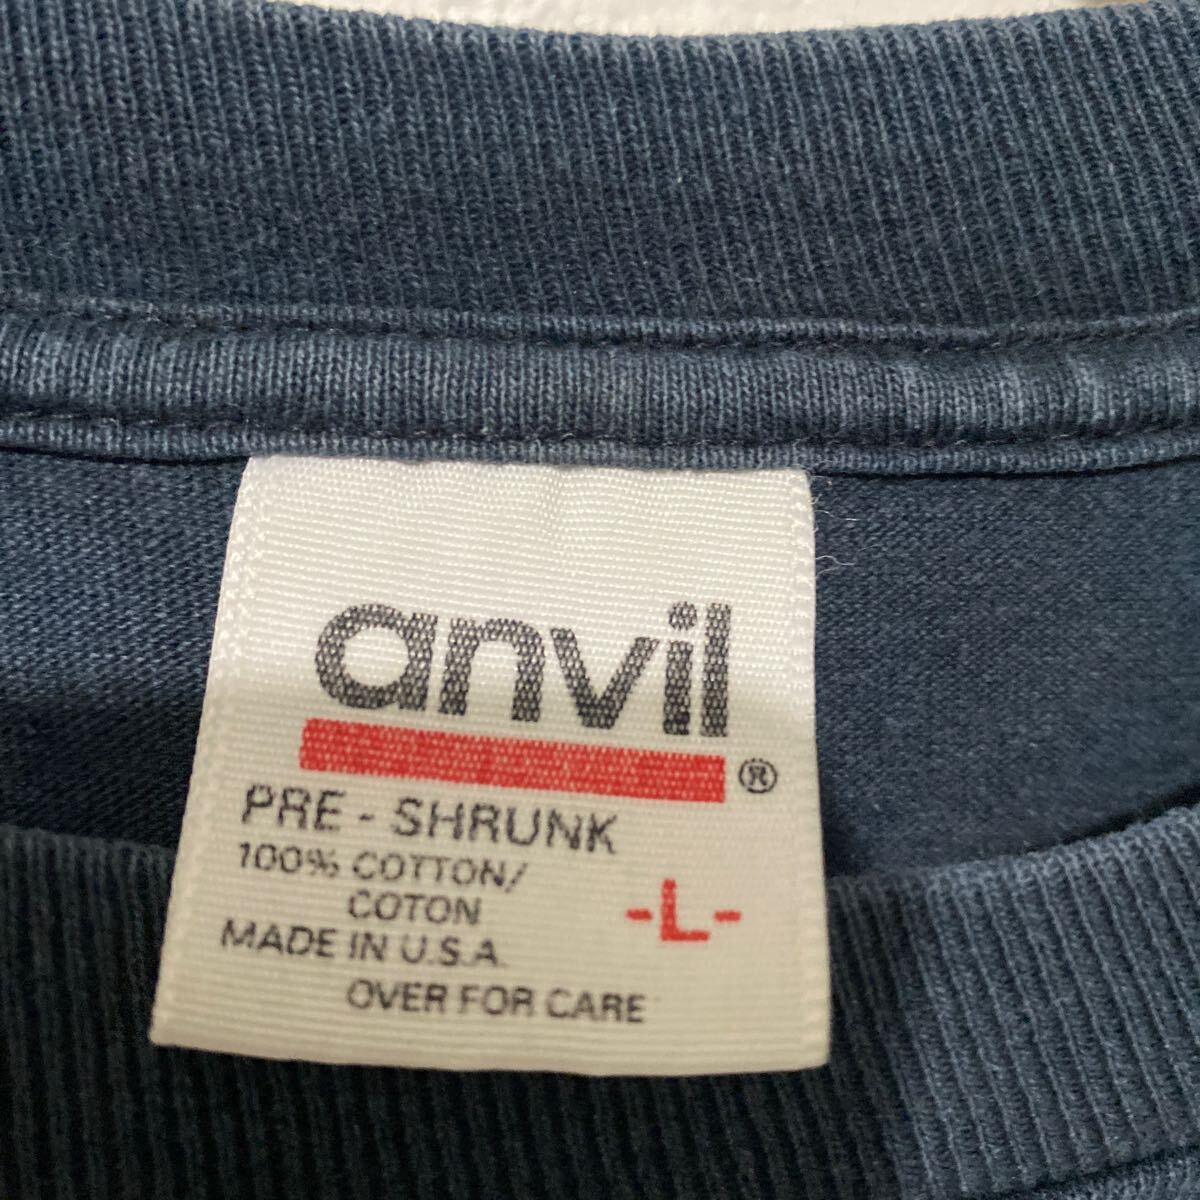 anvil
®
PRE - SHRUNK
100% COTTON/
COTON
-L-
MADE IN U.S.A.
OVER FOR CARE